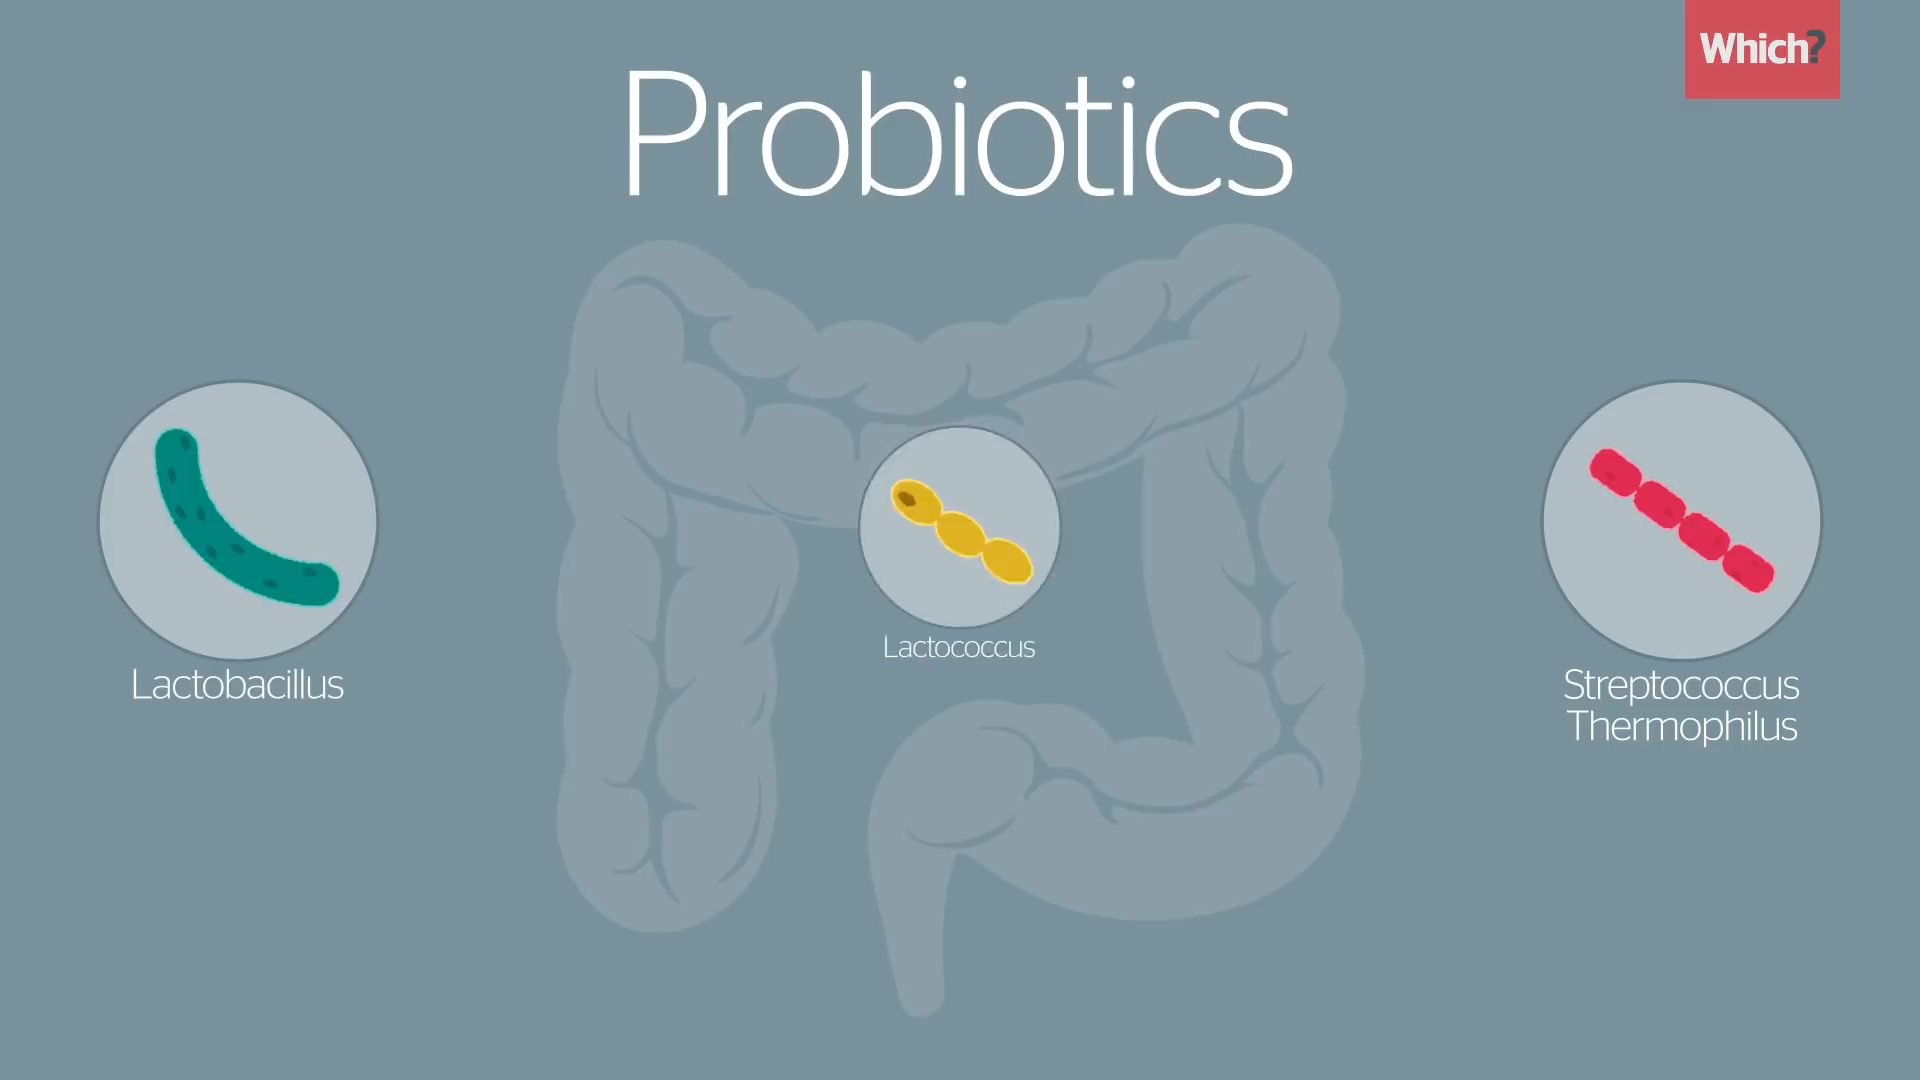 Which?
Probiotics
Lactobacillus
Lactococcus
Streptococcus
Thermophilus